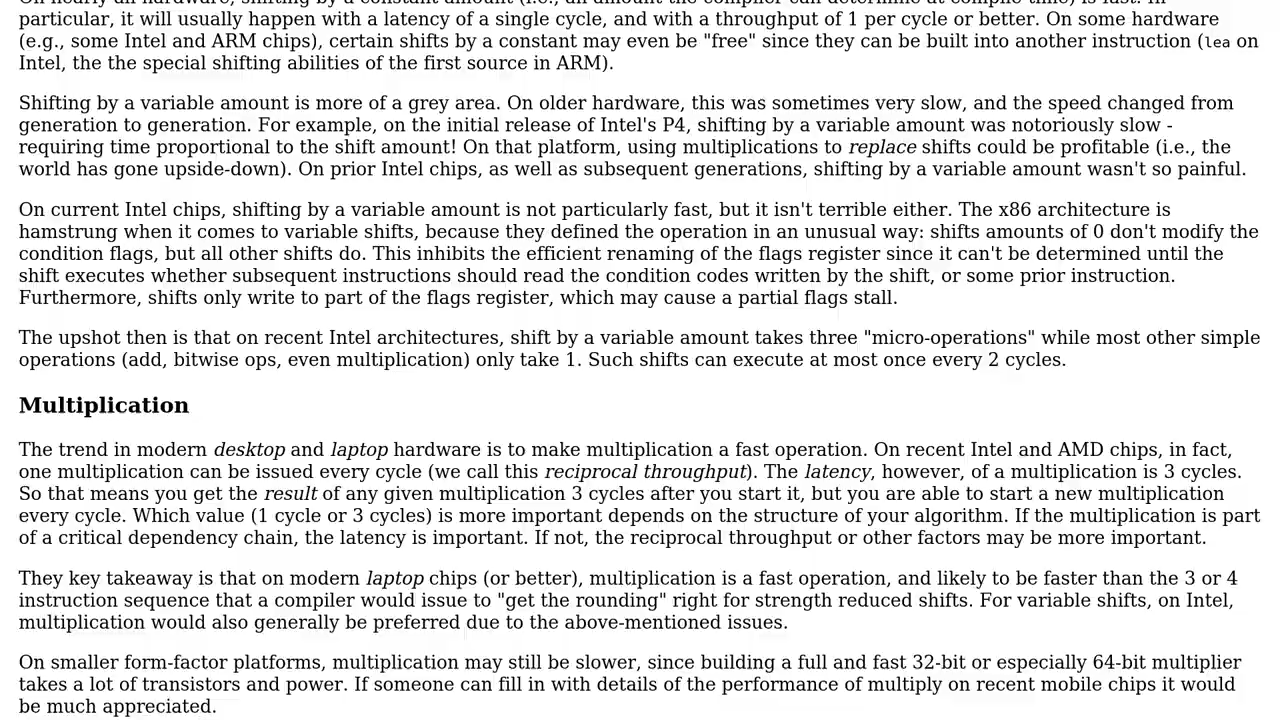 On nearly all hardware, shifting by a constant amount (i.e., an amount the compiler can determine at compile time) is fast. In
particular, it will usually happen with a latency of a single cycle, and with a throughput of 1 per cycle or better. On some hardware
(e.g., some Intel and ARM chips), certain shifts by a constant may even be "free" since they can be built into another instruction (lea on
Intel, the the special shifting abilities of the first source in ARM).
Shifting by a variable amount is more of a grey area. On older hardware, this was sometimes very slow, and the speed changed from
generation to generation. For example, on the initial release of Intel's P4, shifting by a variable amount was notoriously slow -
requiring time proportional to the shift amount! On that platform, using multiplications to replace shifts could be profitable (i.e., the
world has gone upside-down). On prior Intel chips, as well as subsequent generations, shifting by a variable amount wasn't so painful.
On current Intel chips, shifting by a variable amount is not particularly fast, but it isn't terrible either. The x86 architecture is
hamstrung when it comes to variable shifts, because they defined the operation in an unusual way: shifts amounts of 0 don't modify the
condition flags, but all other shifts do. This inhibits the efficient renaming of the flags register since it can't be determined until the
shift executes whether subsequent instructions should read the condition codes written by the shift, or some prior instruction.
Furthermore, shifts only write to part of the flags register, which may cause a partial flags stall.
The upshot then is that on recent Intel architectures, shift by a variable amount takes three "micro-operations" while most other simple
operations (add, bitwise ops, even multiplication) only take 1. Such shifts can execute at most once every 2 cycles.
Multiplication
The trend in modern desktop and laptop hardware is to make multiplication a fast operation. On recent Intel and AMD chips, in fact,
one multiplication can be issued every cycle (we call this reciprocal throughput). The latency, however, of a multiplication is 3 cycles.
So that means you get the result of any given multiplication 3 cycles after you start it, but you are able to start a new multiplication
every cycle. Which value (1 cycle or 3 cycles) is more important depends on the structure of your algorithm. If the multiplication is part
of a critical dependency chain, the latency is important. If not, the reciprocal throughput or other factors may be more important.
They key takeaway is that on modern laptop chips (or better), multiplication is a fast operation, and likely to be faster than the 3 or 4
instruction sequence that a compiler would issue to "get the rounding" right for strength reduced shifts. For variable shifts, on Intel,
multiplication would also generally be preferred due to the above-mentioned issues.
On smaller form-factor platforms, multiplication may still be slower, since building a full and fast 32-bit or especially 64-bit multiplier
takes a lot of transistors and power. If someone can fill in with details of the performance of multiply on recent mobile chips it would
be much appreciated.